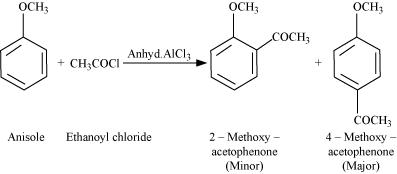 OCH₃
+ CH₃COCl
Anhyd.AlCl₃
OCH₃
COCH₃
+
OCH₃
COCH₃
Anisole
Ethanoyl chloride
2 – Methoxy –
acetophenone
(Minor)
4 – Methoxy –
acetophenone
(Major)